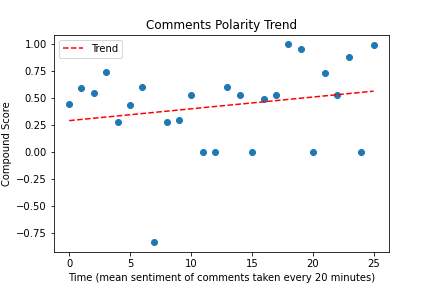 Comments Polarity Trend
Trend
Compound Score
1.00
0.75
0.50
0.25
0.00
−0.25
−0.50
−0.75
0 5 10 15 20 25
Time (mean sentiment of comments taken every 20 minutes)